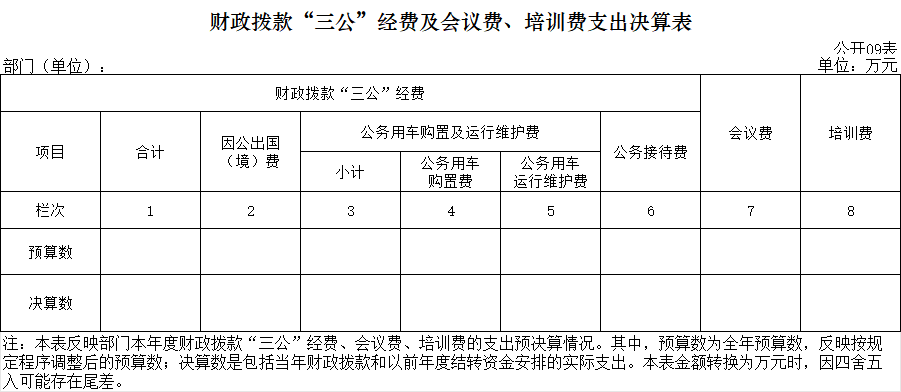 财政拨款“三公”经费及会议费、培训费支出决算表
公开09表
部门（单位）：
单位：万元
财政拨款“三公”经费
会议费
培训费
项目
合计
因公出国
（境）费
公务用车购置及运行维护费
公务接待费
小计
公务用车
购置费
公务用车
运行维护费
栏次 1 2 3 4 5 6 7 8
预算数
决算数
注：本表反映部门本年度财政拨款“三公”经费、会议费、培训费的支出预决算情况。其中，预算数为全年预算数，反映按规
定程序调整后的预算数；决算数是包括当年财政拨款和以前年度结转资金安排的实际支出。本表金额转换为万元时，因四舍五
入可能存在尾差。